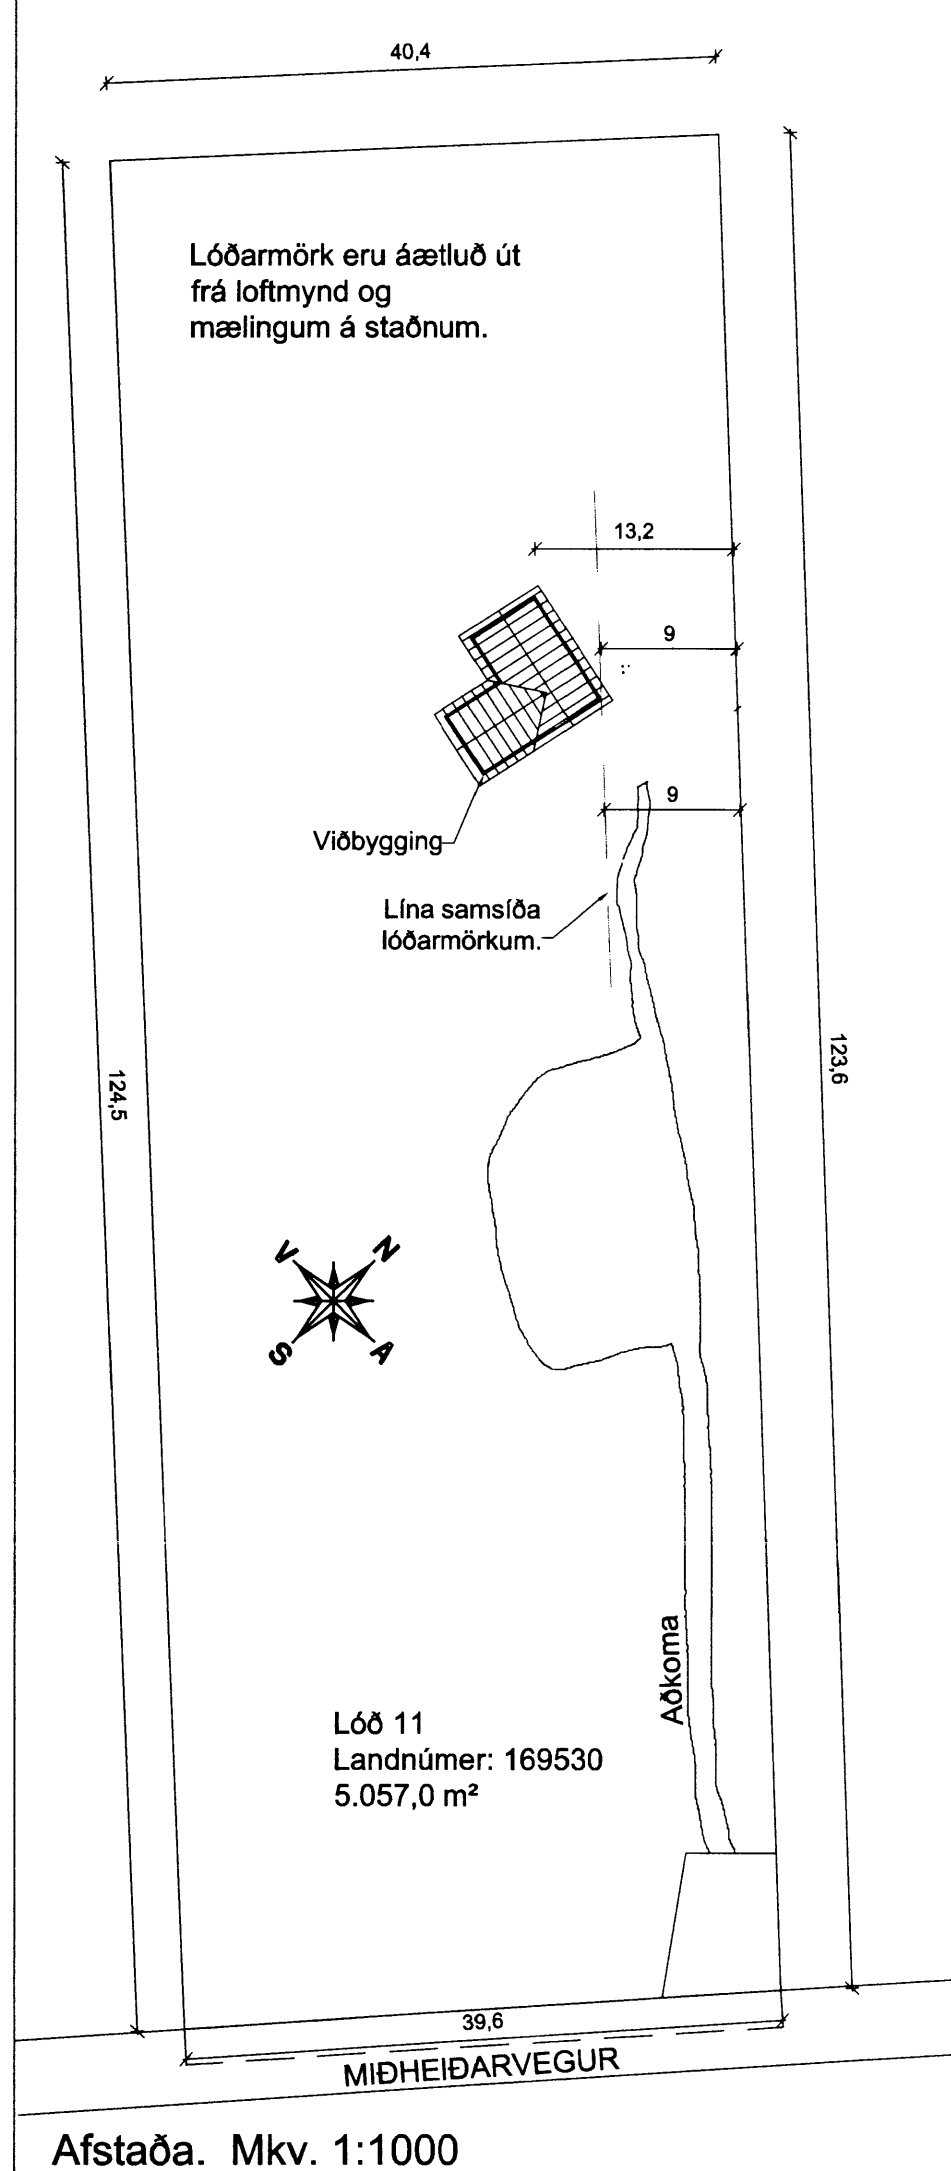 40,4
Lóðarmörk eru áætluð út
frá loftmynd og
mælingum á staðnum.
13,2
9
9
Viðbygging
Lína samsíða
lóðarmörkum.
124,5
123,6
V
N
S
A
Aðkoma
Lóð 11
Landnúmer: 169530
5.057,0 m²
39,6
MIÐHEIÐARVEGUR
Afstaða. Mkv. 1:1000